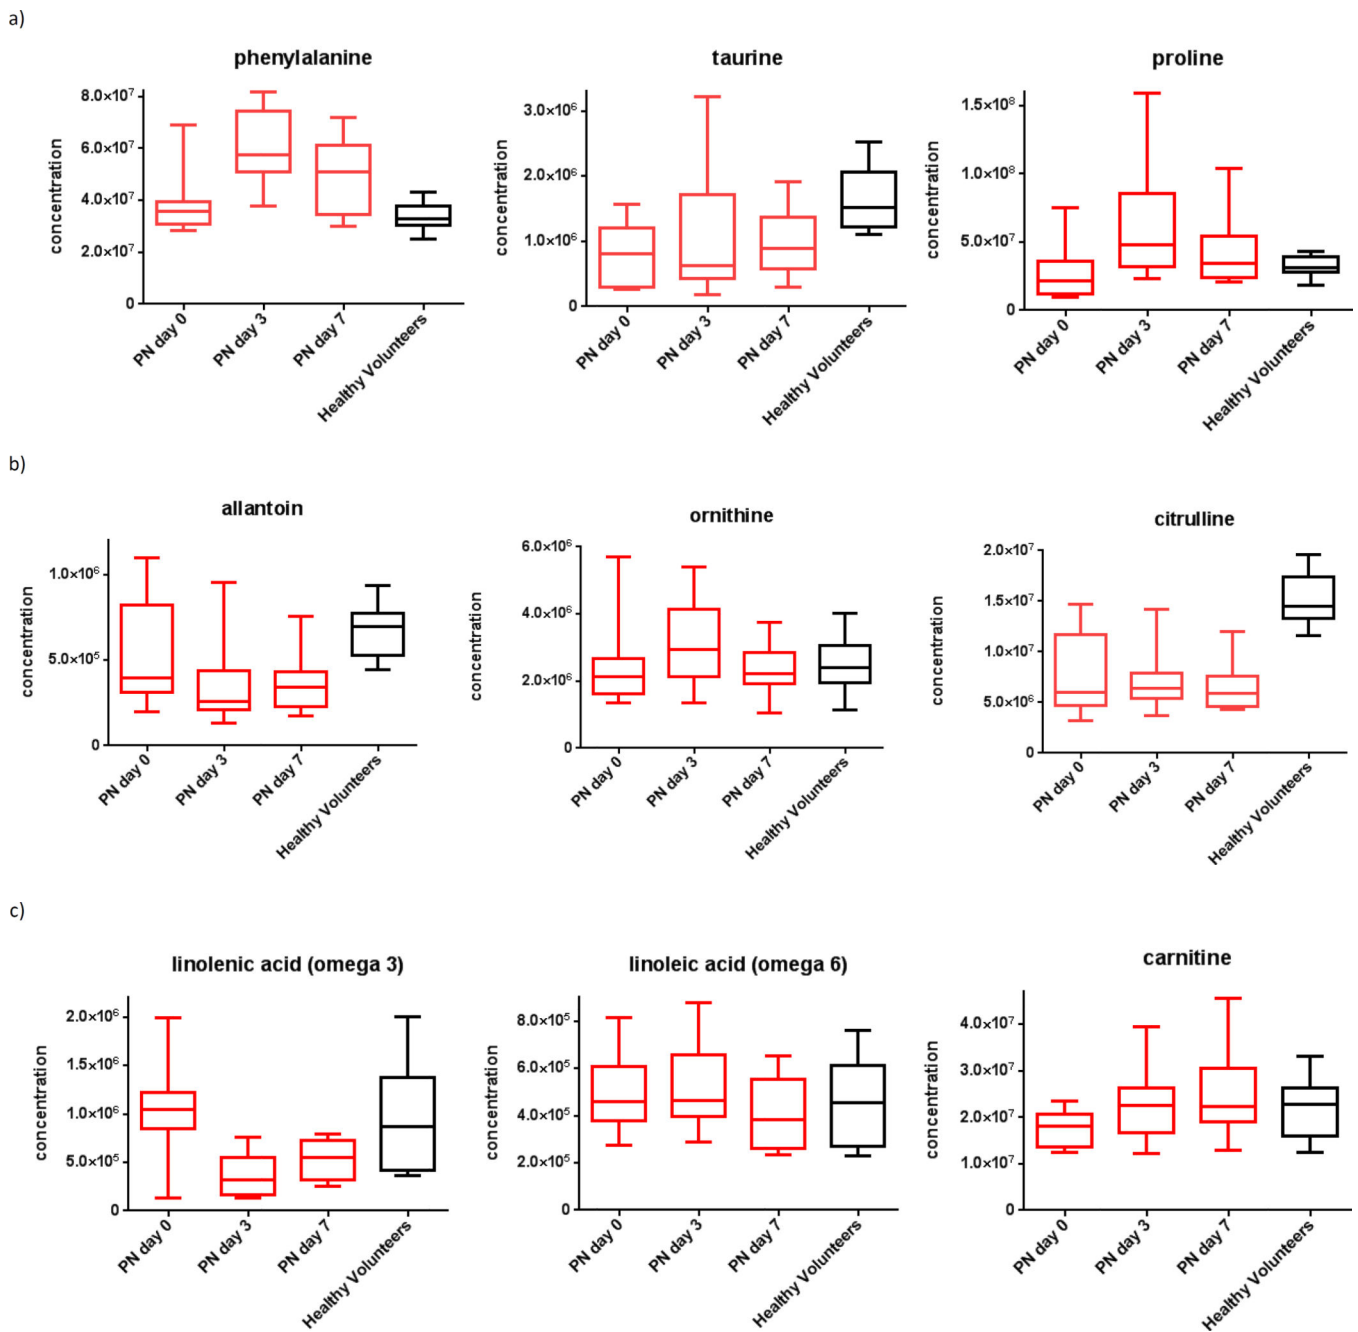 a)
phenylalanine
concentration
8.0×10⁷
6.0×10⁷
4.0×10⁷
2.0×10⁷
0
PN day 0
PN day 3
PN day 7
Healthy Volunteers
taurine
concentration
3.0×10⁶
2.0×10⁶
1.0×10⁶
0
PN day 0
PN day 3
PN day 7
Healthy Volunteers
proline
concentration
1.5×10⁸
1.0×10⁸
5.0×10⁷
0
PN day 0
PN day 3
PN day 7
Healthy Volunteers
b)
allantoin
concentration
1.0×10⁶
5.0×10⁵
0
PN day 0
PN day 3
PN day 7
Healthy Volunteers
ornithine
concentration
6.0×10⁶
4.0×10⁶
2.0×10⁶
0
PN day 0
PN day 3
PN day 7
Healthy Volunteers
citrulline
concentration
2.0×10⁷
1.5×10⁷
1.0×10⁷
5.0×10⁶
0
PN day 0
PN day 3
PN day 7
Healthy Volunteers
c)
linolenic acid (omega 3)
concentration
2.0×10⁶
1.5×10⁶
1.0×10⁶
5.0×10⁵
0
PN day 0
PN day 3
PN day 7
Healthy Volunteers
linoleic acid (omega 6)
concentration
8.0×10⁵
6.0×10⁵
4.0×10⁵
2.0×10⁵
0
PN day 0
PN day 3
PN day 7
Healthy Volunteers
carnitine
concentration
4.0×10⁷
3.0×10⁷
2.0×10⁷
1.0×10⁷
0
PN day 0
PN day 3
PN day 7
Healthy Volunteers